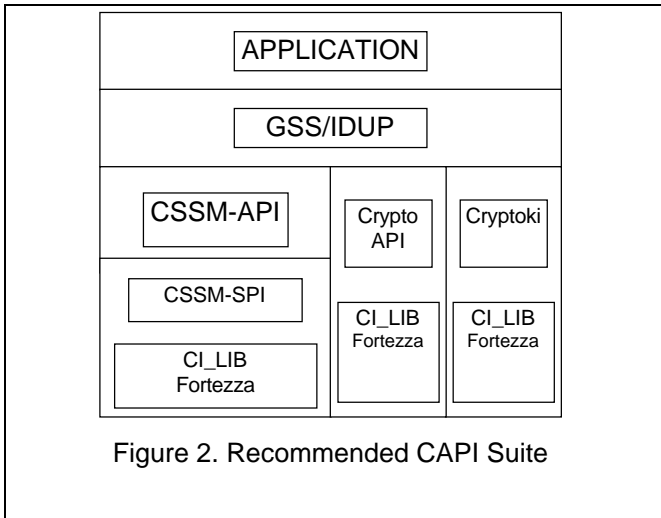 APPLICATION
GSS/IDUP
CSSM-API
Crypto
API
Cryptoki
CSSM-SPI
CI_LIB
Fortezza
CI_LIB
Fortezza
CI_LIB
Fortezza
Figure 2. Recommended CAPI Suite